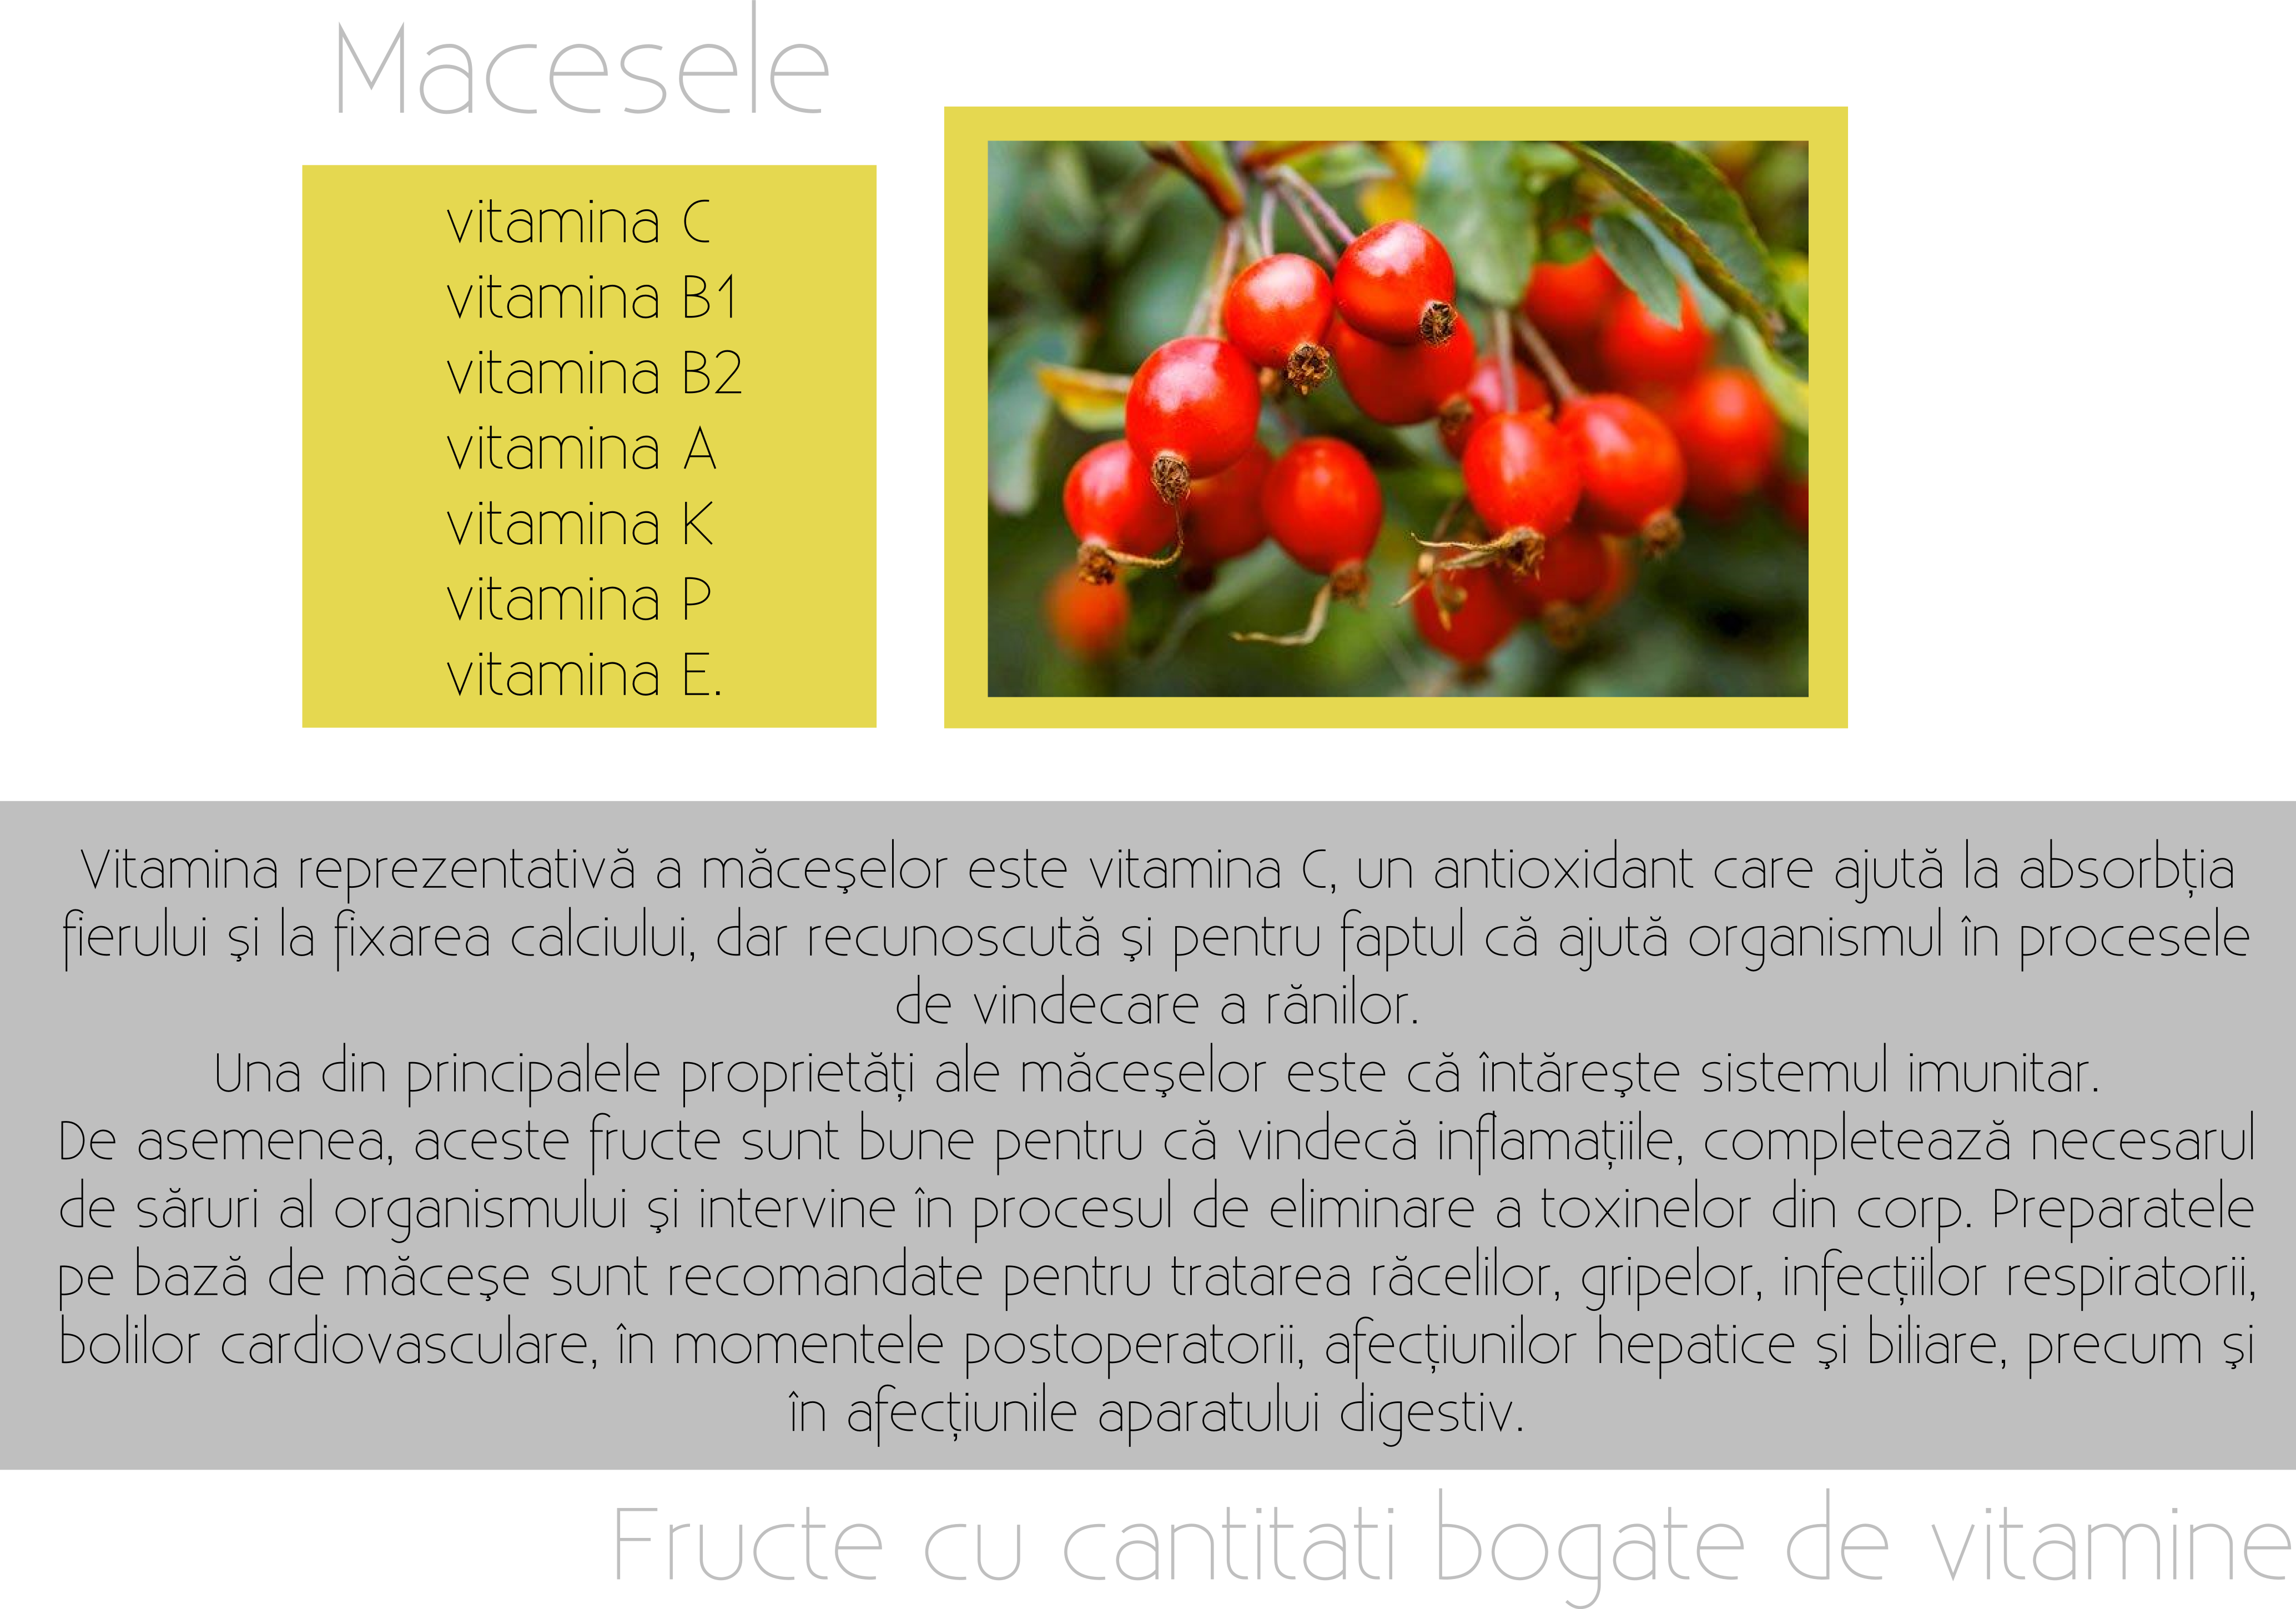 Macesele
vitamina C
vitamina B1
vitamina B2
vitamina A
vitamina K
vitamina P
vitamina E.
Vitamina reprezentativă a măceşelor este vitamina C, un antioxidant care ajută la absorbţia
fierului şi la fixarea calciului, dar recunoscută şi pentru faptul că ajută organismul în procesele
de vindecare a rănilor.
Una din principalele proprietăţi ale măceşelor este că întăreşte sistemul imunitar.
De asemenea, aceste fructe sunt bune pentru că vindecă inflamaţiile, completează necesarul
de săruri al organismului şi intervine în procesul de eliminare a toxinelor din corp. Preparatele
pe bază de măceşe sunt recomandate pentru tratarea răcelilor, gripelor, infecţiilor respiratorii,
bolilor cardiovasculare, în momentele postoperatorii, afecţiunilor hepatice şi biliare, precum şi
în afecţiunile aparatului digestiv.
Fructe cu cantitati bogate de vitamine